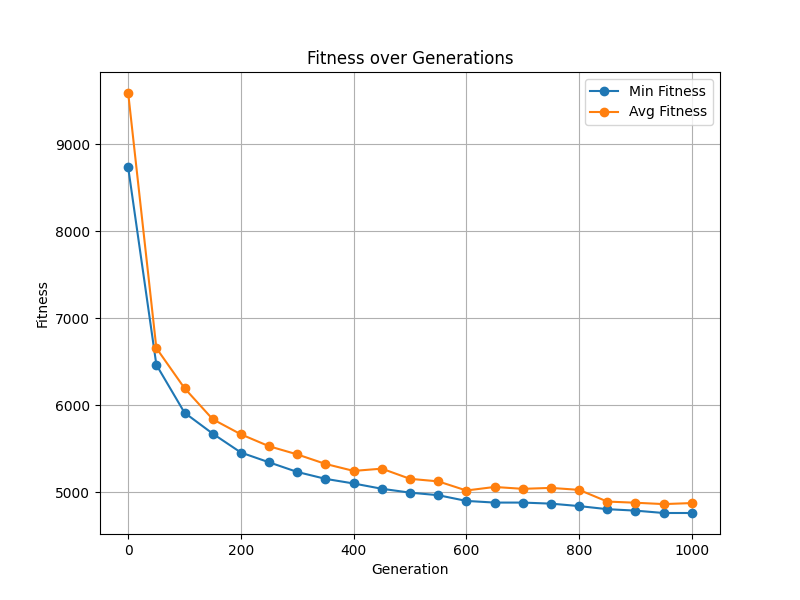 Fitness over Generations
Min Fitness
Avg Fitness
9000
8000
7000
6000
5000
Fitness
0 200 400 600 800 1000
Generation